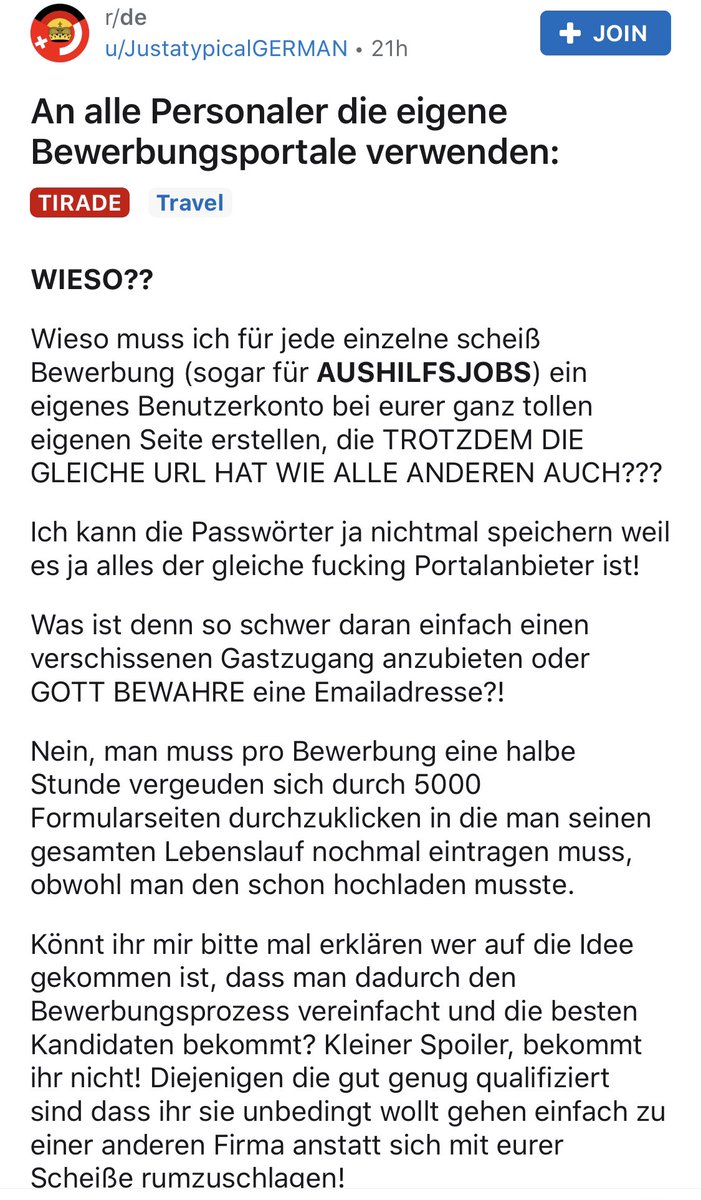 r/de
u/JustatypicalGERMAN • 21h
+ JOIN
An alle Personaler die eigene
Bewerbungsportale verwenden:
TIRADE Travel
WIESO??
Wieso muss ich für jede einzelne scheiß
Bewerbung (sogar für AUSHILFSJOBS) ein
eigenes Benutzerkonto bei eurer ganz tollen
eigenen Seite erstellen, die TROTZDEM DIE
GLEICHE URL HAT WIE ALLE ANDEREN AUCH???
Ich kann die Passwörter ja nichtmal speichern weil
es ja alles der gleiche fucking Portalanbieter ist!
Was ist denn so schwer daran einfach einen
verschissenen Gastzugang anzubieten oder
GOTT BEWAHRE eine Emailadresse?!
Nein, man muss pro Bewerbung eine halbe
Stunde vergeuden sich durch 5000
Formularseiten durchzuklicken in die man seinen
gesamten Lebenslauf nochmal eintragen muss,
obwohl man den schon hochladen musste.
Könnt ihr mir bitte mal erklären wer auf die Idee
gekommen ist, dass man dadurch den
Bewerbungsprozess vereinfacht und die besten
Kandidaten bekommt? Kleiner Spoiler, bekommt
ihr nicht! Diejenigen die gut genug qualifiziert
sind dass ihr sie unbedingt wollt gehen einfach zu
einer anderen Firma anstatt sich mit eurer
Scheiße rumzuschlagen!